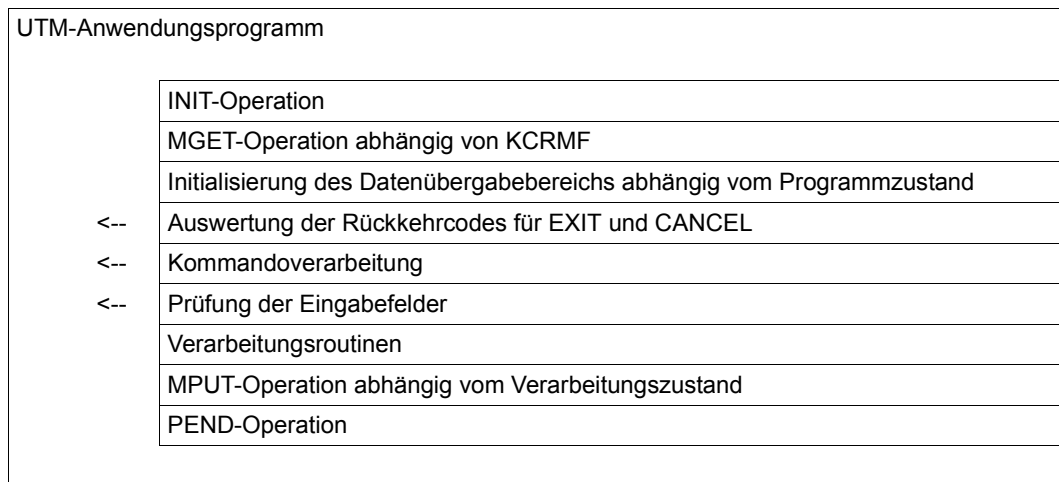 UTM-Anwendungsprogramm
INIT-Operation
MGET-Operation abhängig von KCRMF
Initialisierung des Datenübergabebereichs abhängig vom Programmzustand
<-- Auswertung der Rückkehrcodes für EXIT und CANCEL
<-- Kommandoverarbeitung
<-- Prüfung der Eingabefelder
Verarbeitungsroutinen
MPUT-Operation abhängig vom Verarbeitungszustand
PEND-Operation